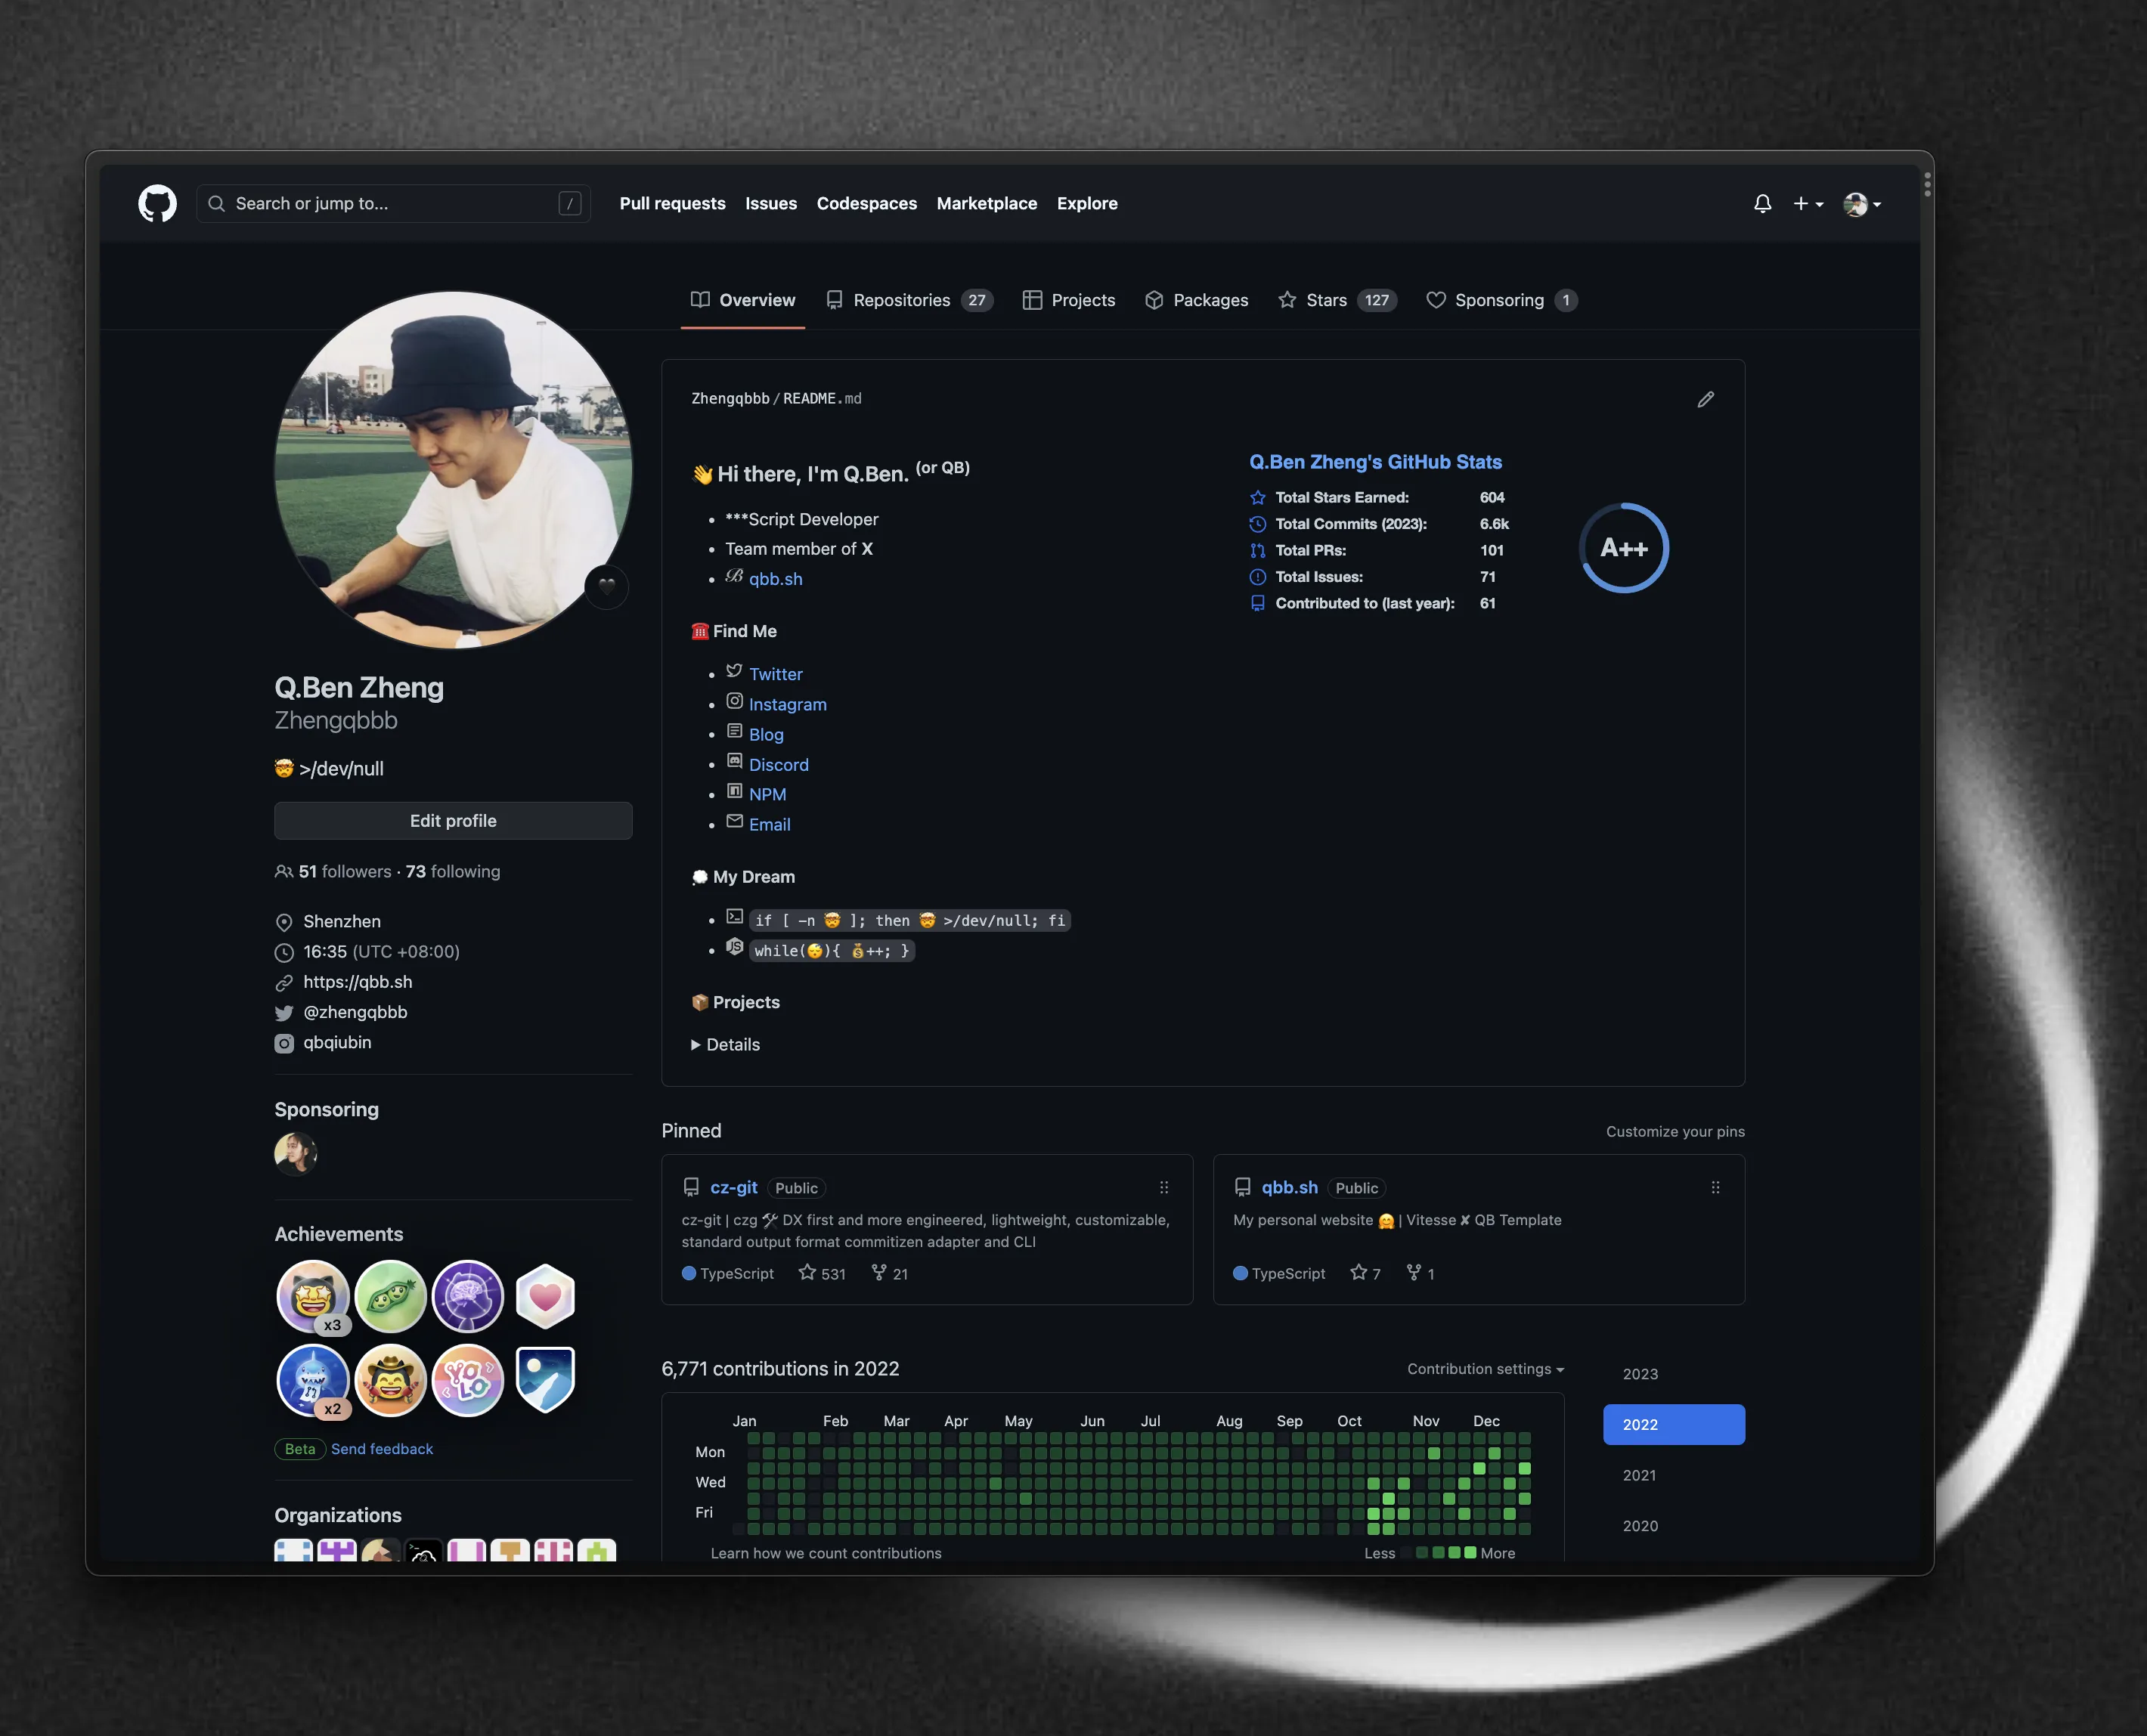 Search or jump to... /
Pull requests Issues Codespaces Marketplace Explore
Overview Repositories 27 Projects Packages Stars 127 Sponsoring 1
Q.Ben Zheng
Zhengqbbb
🤯 >/dev/null
Edit profile
51 followers · 73 following
Shenzhen
16:35 (UTC +08:00)
https://qbb.sh
@zhengqbbb
qbqiubin
Sponsoring
Achievements
x3
YOLO
x2
Beta Send feedback
Organizations
Zhengqbbb/README.md
👋 Hi there, I'm Q.Ben. (or QB)
• ***Script Developer
• Team member of X
• ℬ qbb.sh
☎️ Find Me
• Twitter
• Instagram
• Blog
• Discord
• NPM
• Email
💭 My Dream
• if [ -n 🤯 ]; then 🤯 >/dev/null; fi
• while(😴){ 💰++; }
📦 Projects
▶ Details
Q.Ben Zheng's GitHub Stats
Total Stars Earned: 604
Total Commits (2023): 6.6k
Total PRs: 101
Total Issues: 71
Contributed to (last year): 61
A++
Pinned
Customize your pins
cz-git Public
cz-git | czg 🛠 DX first and more engineered, lightweight, customizable,
standard output format commitizen adapter and CLI
TypeScript 531 21
qbb.sh Public
My personal website 🤗 | Vitesse ✘ QB Template
TypeScript 7 1
6,771 contributions in 2022
Contribution settings
Jan Feb Mar Apr May Jun Jul Aug Sep Oct Nov Dec
Mon
Wed
Fri
Learn how we count contributions
Less More
2023
2022
2021
2020